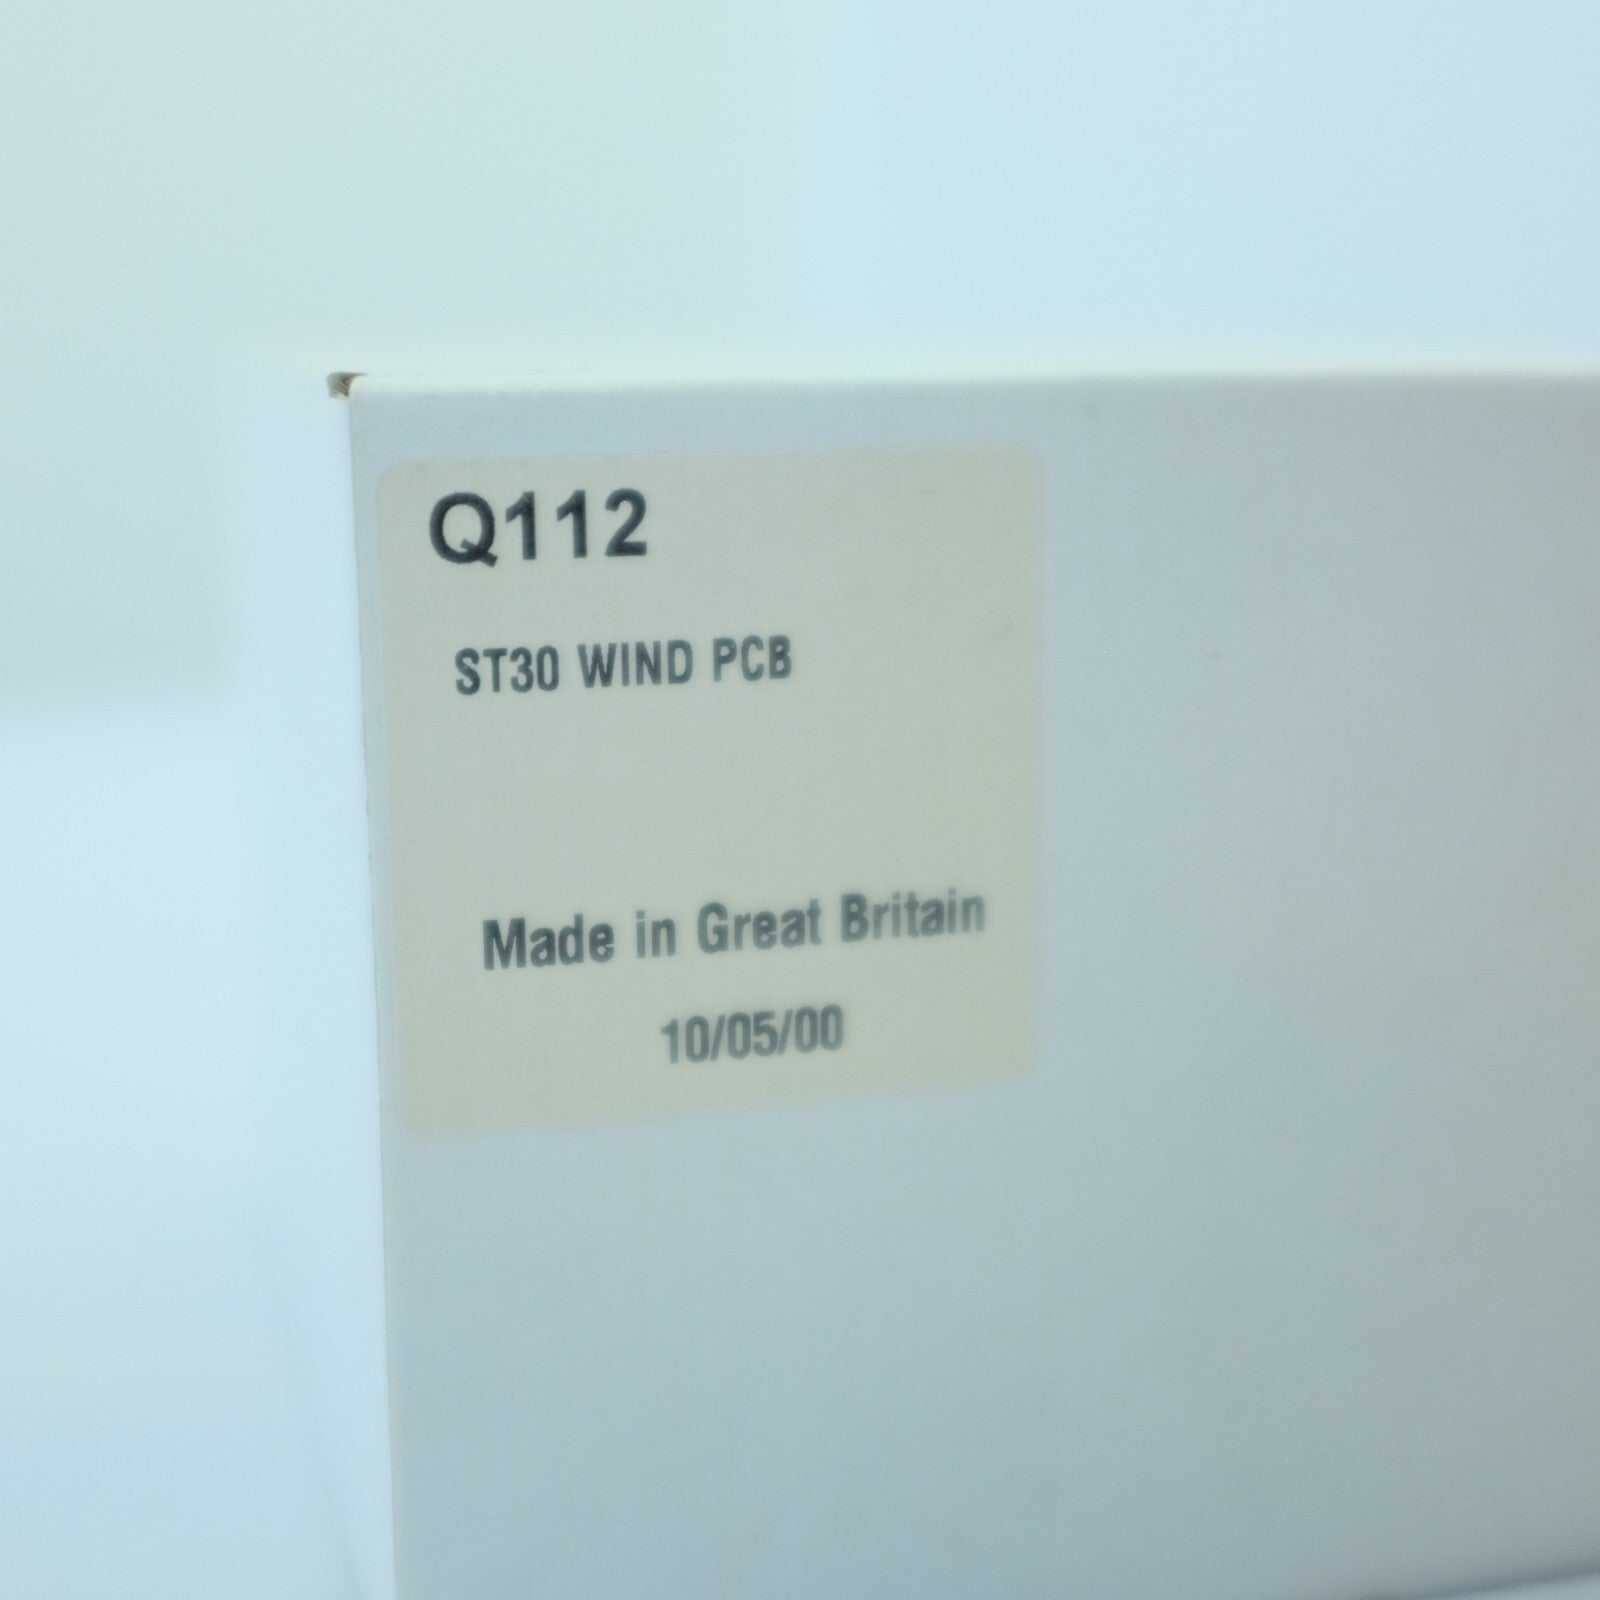 Q112
ST30 WIND PCB
Made in Great Britain
10/05/00